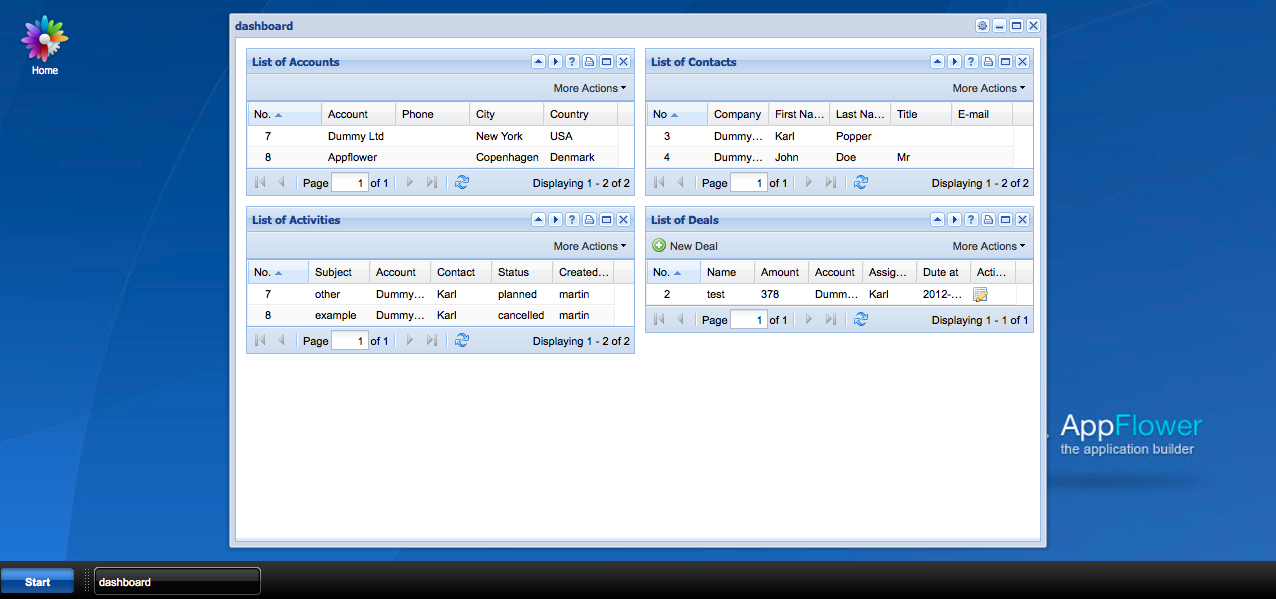 Home
dashboard
List of Accounts
?
More Actions
No. Account Phone City Country
7 Dummy Ltd New York USA
8 Appflower Copenhagen Denmark
Page 1 of 1 Displaying 1 - 2 of 2
List of Contacts
?
More Actions
No Company First Na... Last Na... Title E-mail
3 Dummy... Karl Popper
4 Dummy... John Doe Mr
Page 1 of 1 Displaying 1 - 2 of 2
List of Activities
?
More Actions
No. Subject Account Contact Status Created...
7 other Dummy... Karl planned martin
8 example Dummy... Karl cancelled martin
Page 1 of 1 Displaying 1 - 2 of 2
List of Deals
?
New Deal More Actions
No. Name Amount Account Assig... Due at Acti...
2 test 378 Dumm... Karl 2012-...
Page 1 of 1 Displaying 1 - 1 of 1
AppFlower
the application builder
Start
dashboard